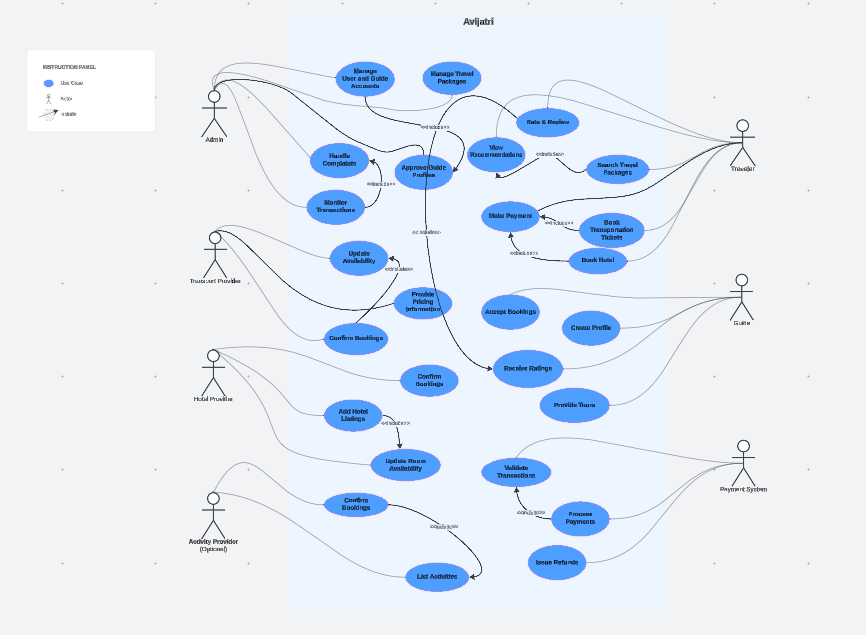 Avijatri
INSTRUCTION PANEL
Use Case
Actor
Include
Admin
Manage
User and Guide
Accounts
Manage Travel
Packages
<<include>>
Rate & Review
Handle
Complaints
<<include>>
Approve Guide
Profiles
View
Recommendations
<<include>>
Search Travel
Packages
Traveler
Monitor
Transactions
<<include>>
Make Payment
<<include>>
Book
Transportation
Tickets
<<include>>
Book Hotel
Transport Provider
Update
Availability
<<include>>
Provide
Pricing
Information
Confirm Bookings
Accept Bookings
Create Profile
Guide
Receive Ratings
Provide Tours
Hotel Provider
Confirm
Bookings
Add Hotel
Listings
<<include>>
Update Room
Availability
Validate
Transactions
<<include>>
Process
Payments
Payment System
Issue Refunds
Activity Provider
(Optional)
Confirm
Bookings
<<include>>
List Activities